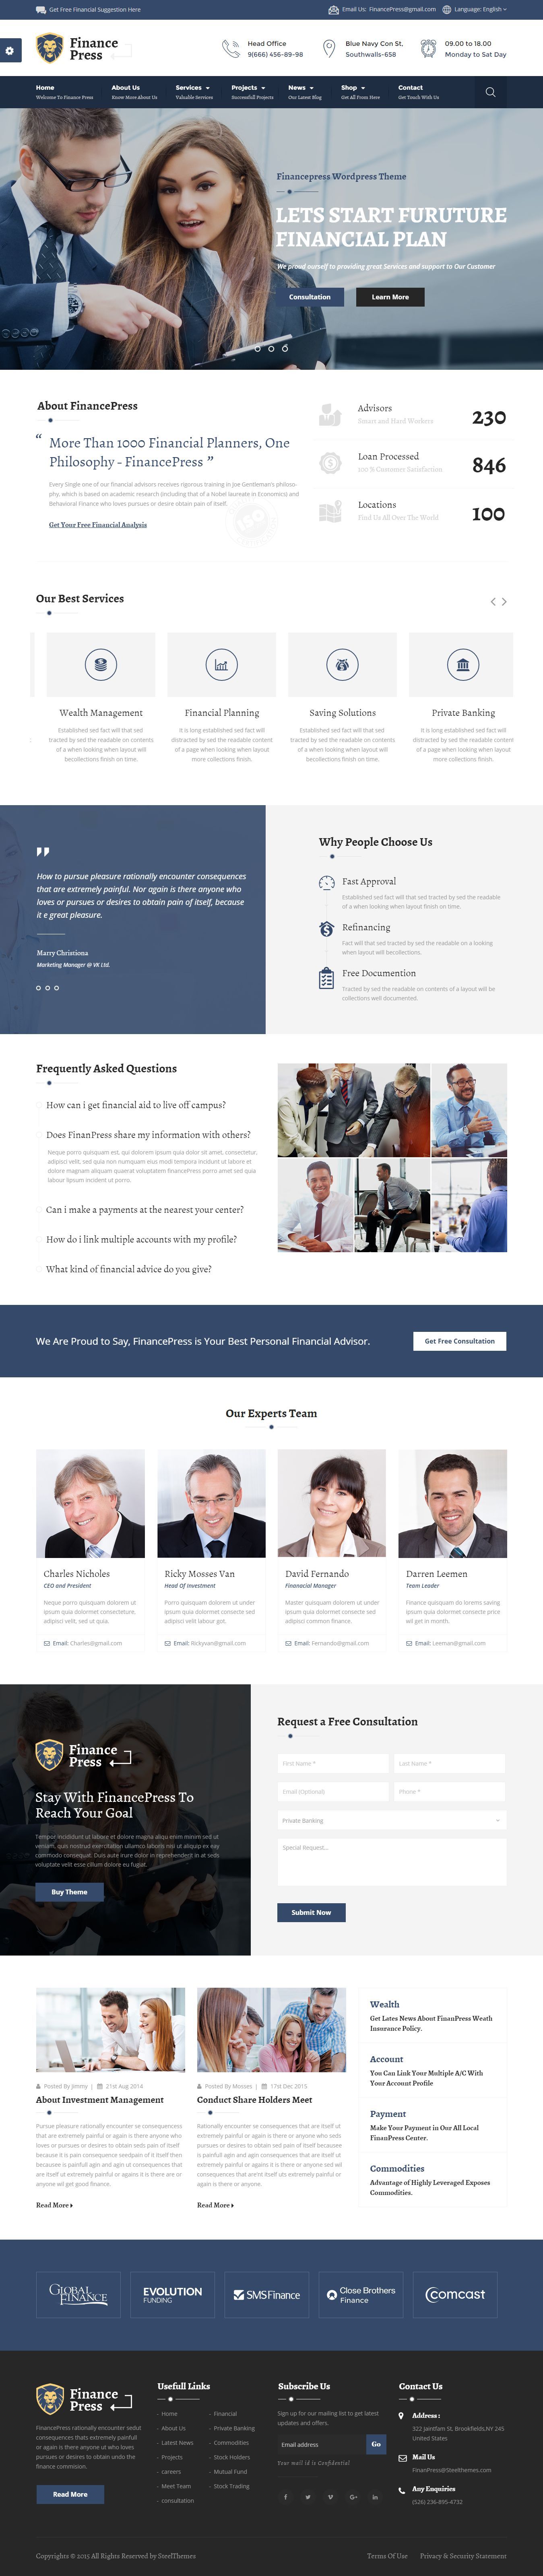 Get Free Financial Suggestion Here
Email Us: FinancePress@gmail.com
Language: English
Finance
Press
Head Office
9(666) 456-89-98
Blue Navy Con St.
Southwalls-658
09.00 to 18.00
Monday to Sat Day
Home
Welcome To Finance Press
About Us
Know More About Us
Services
Valuable Services
Projects
Successfull Projects
News
Our Latest Blog
Shop
Get All From Here
Contact
Get Touch With Us
Financepress Wordpress Theme
LETS START FURUTURE
FINANCIAL PLAN
We proud ourself to providing great Services and support to Our Customer
Consultation
Learn More
About FinancePress
“ More Than 1000 Financial Planners, One
Philosophy - FinancePress ”
Every Single one of our financial advisors receives rigorous training in Joe Gentleman's philoso-
phy, which is based on academic research (including that of a Nobel laureate in Economics) and
Behavioral Finance who loves pursues or desire obtain pain of itself.
Get Your Free Financial Analysis
ISO
Advisors
Smart and Hard Workers
230
Loan Processed
100 % Customer Satisfaction
846
Locations
Find Us All Over The World
100
Our Best Services
Wealth Management
Established sed fact will that sed
tracted by sed the readable on contents
of a when looking when layout will
becollections finish on time.
Financial Planning
It is long established sed fact will
distracted by sed the readable content
of a page when looking when layout
more collections finish.
Saving Solutions
Established sed fact will that sed
tracted by sed the readable on contents
of a when looking when layout will
becollections finish on time.
Private Banking
It is long established sed fact will
distracted by sed the readable content
of a page when looking when layout
more collections finish.
How to pursue pleasure rationally encounter consequences
that are extremely painful. Nor again is there anyone who
loves or pursues or desires to obtain pain of itself, because
it e great pleasure.
Marry Christiona
Marketing Manager @ VK Ltd.
Why People Choose Us
Fast Approval
Established sed fact will that sed tracted by sed the readable
of a when looking when layout finish on time.
Refinancing
Fact will that sed tracted by sed the readable on a looking
when layout will becollections.
Free Documention
Tracted by sed the readable on contents of a layout will be
collections well documented.
Frequently Asked Questions
How can i get financial aid to live off campus?
Does FinanPress share my information with others?
Neque porro quisquam est, qui dolorem ipsum quia dolor sit amet, consectetur,
adipisci velit, sed quia non numquam eius modi tempora incidunt ut labore et
dolore magnam aliquam quaerat voluptatem financePress porro amet sed quia
labour lipsum incidunt ut porro.
Can i make a payments at the nearest your center?
How do i link multiple accounts with my profile?
What kind of financial advice do you give?
We Are Proud to Say, FinancePress is Your Best Personal Financial Advisor.
Get Free Consultation
Our Experts Team
Charles Nicholes
CEO and President
Neque porro quisquam dolorem ut
ipsum quia dolormet consectetune,
adipisci velit, sed ut quia.
Email: Charles@gmail.com
Ricky Mosses Van
Head Of Investment
Porro quisquam dolorem ut under
ipsum quia dolormet consecte sed
adipisci velit labour got.
Email: Rickyvan@gmail.com
David Fernando
Finanacial Manager
Master quisquam dolorem ut under
ipsum quia dolormet consecte sed
adipisci common finance.
Email: Fernando@gmail.com
Darren Leemen
Team Leader
Finance quisquam do lorems saving
ipsum quia dolormet consecte price
wil get in month.
Email: Leeman@gmail.com
Finance
Press
Stay With FinancePress To
Reach Your Goal
Tempor incididunt ut labore et dolore magna aliqu enim minim sed ut
veniam, quis nostrud exercitation ullamco laboris nisi ut aliquip ex eay
commodo consequat. Duis aute irure dolor in reprehenderit in at seds
voluptate velit esse cillum dolore eu fugiat.
Buy Theme
Request a Free Consultation
First Name *
Last Name *
Email (Optional)
Phone *
Private Banking
Special Request...
Submit Now
Posted By Jimmy | 21st Aug 2014
About Investment Management
Pursue pleasure rationally encounter se consequencess
that are extremely painful or again is there anyone who
loves or pursues or desires to obtain seds pain of itself
because it is pain consequence seedpain of itself then
becausee is painfull agin and agin ut consequences that
are itself ut extremely painful or agains it is there or
anyone wil get good finance.
Read More
Posted By Mosses | 17st Dec 2015
Conduct Share Holders Meet
Rationally encounter se consequences that are itself ut
extremely painful or again is there or anyone who seds
pursues or desires to obtain sed pain of itself becausee
is painfull agin and agin ut consequences that are itself
extremely painful or agains it is there or anyone sed wil
consequences that are'nt itself uts extremely painful or
again is there or anyone.
Read More
Wealth
Get Lates News About FinanPress Weath
Insurance Policy.
Account
You Can Link Your Multiple A/C With
Your Account Profile
Payment
Make Your Payment in Our All Local
FinanPress Center.
Commodities
Advantage of Highly Leveraged Exposes
Commodities.
GLOBAL
FINANCE
EVOLUTION
FUNDING
SMS Finance
Close Brothers
Finance
comcast
Finance
Press
FinancePress rationally encounter sedut
consequences thats extremely painfull
or again is there anyone ut who loves
pursues or desires to obtain undo the
finance commision.
Read More
Usefull Links
- Home
- About Us
- Latest News
- Projects
- careers
- Meet Team
- consultation
- Financial
- Private Banking
- Commodities
- Stock Holders
- Mutual Fund
- Stock Trading
Subscribe Us
Sign up for our mailing list to get latest
updates and offers.
Email address
Go
Your mail id is Confidential
Contact Us
Address :
322 Jaintfam St, BrookfieldsLNY 245
United States
Mail Us
FinanPress@Steelthemes.com
Any Enquiries
(526) 236-895-4732
Copyrights © 2015 All Rights Reserved by SteelThemes
Terms Of Use
Privacy & Security Statement